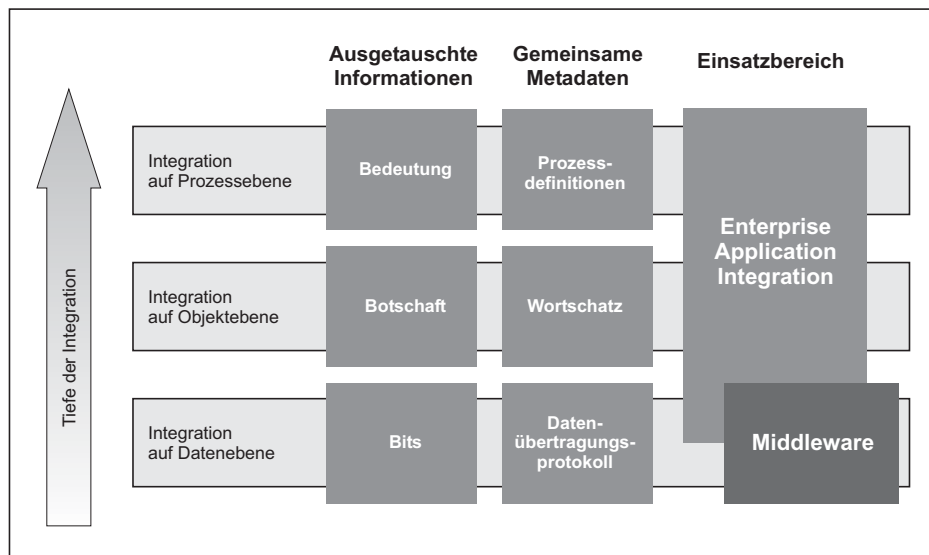 Ausgetauschte
Informationen
Gemeinsame
Metadaten
Einsatzbereich
Tiefe der Integration
Integration
auf Prozessebene
Bedeutung
Prozess-
definitionen
Enterprise
Application
Integration
Integration
auf Objektebene
Botschaft
Wortschatz
Integration
auf Datenebene
Bits
Daten-
übertragungs-
protokoll
Middleware